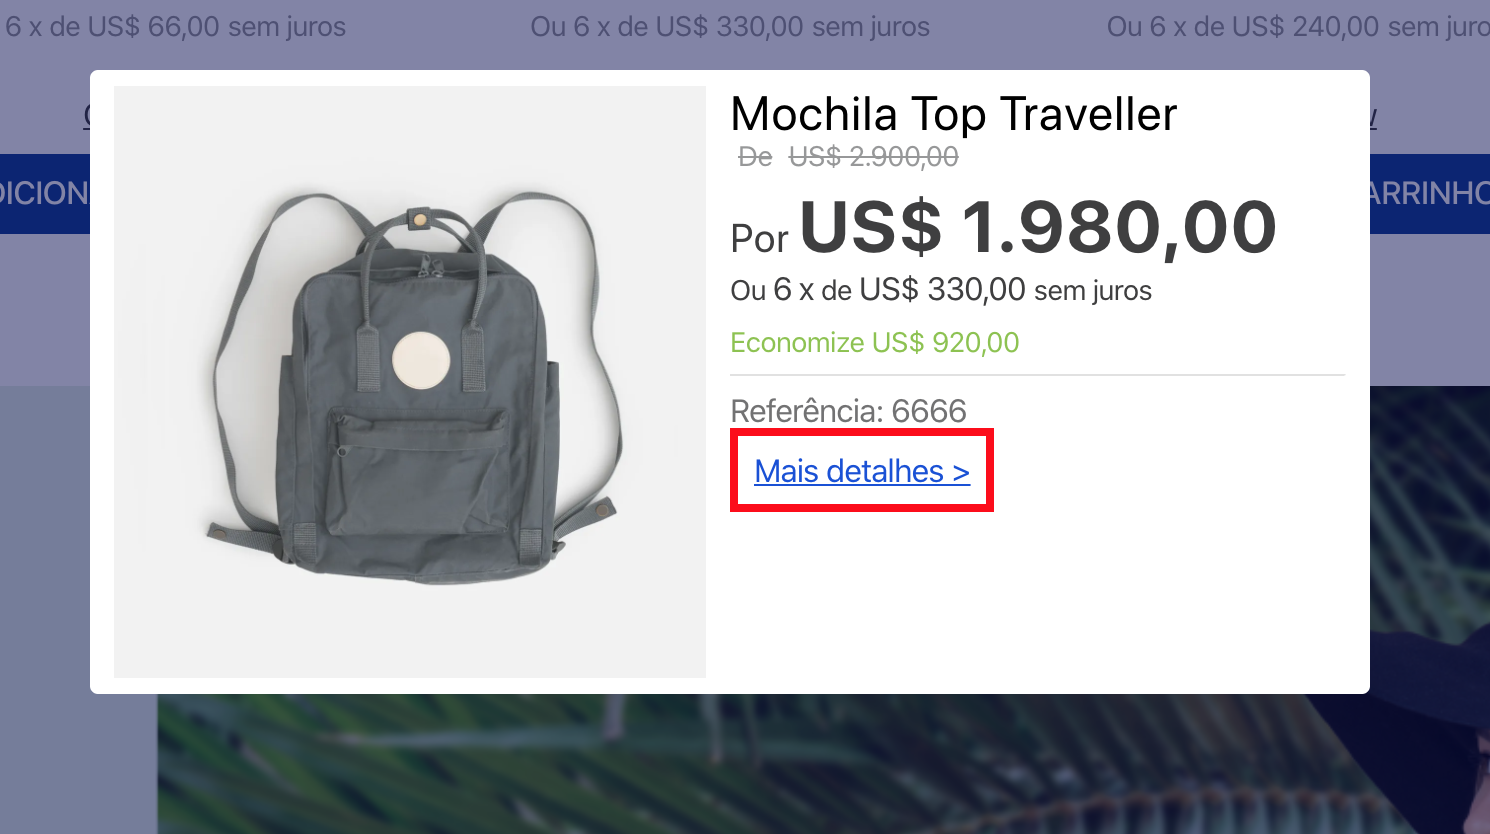 6 x de US$ 66,00 sem juros
Ou 6 x de US$ 330,00 sem juros
Ou 6 x de US$ 240,00 sem juro
DICION
ARRINHO
Mochila Top Traveller
De US$ 2.900,00
Por US$ 1.980,00
Ou 6 x de US$ 330,00 sem juros
Economize US$ 920,00
Referência: 6666
Mais detalhes >